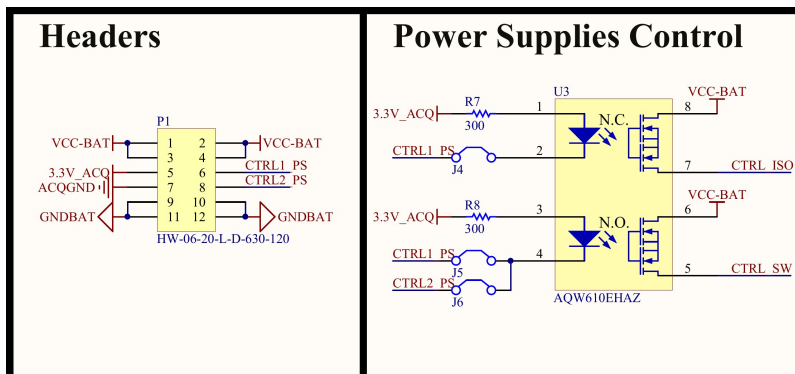 Headers
P1
VCC-BAT 1 2 VCC-BAT
3 4
3.3V_ACQ 5 6 CTRL1_PS
ACQGND 7 8 CTRL2_PS
9 10
GNDBAT 11 12 GNDBAT
HW-06-20-L-D-630-120
Power Supplies Control
U3
VCC-BAT
3.3V_ACQ R7 1 8
300 N.C.
CTRL1_PS 2 7 CTRL_ISO
J4
VCC-BAT
3.3V_ACQ R8 3 6
300 N.O.
CTRL1_PS 4 5 CTRL_SW
J5
CTRL2_PS
J6
AQW610EHAZ